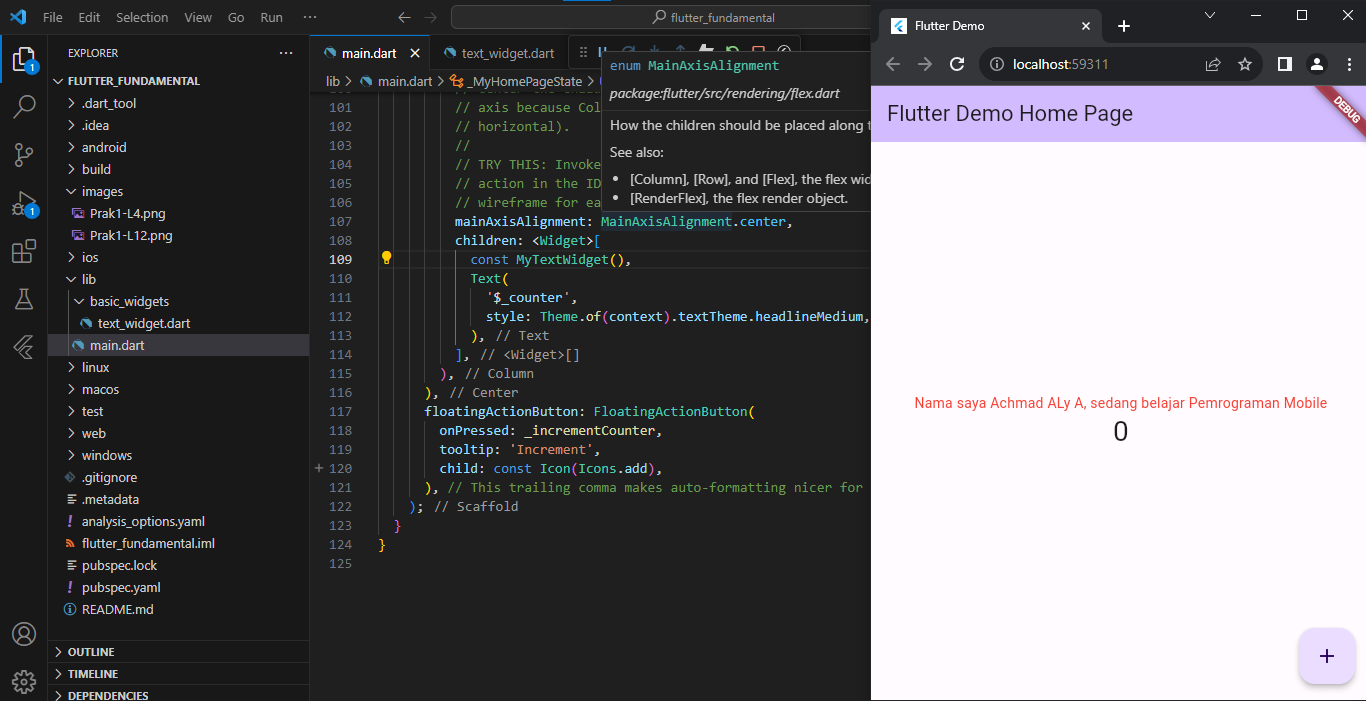 File Edit Selection View Go Run ···
flutter_fundamental
EXPLORER
FLUTTER_FUNDAMENTAL
.dart_tool
.idea
android
build
images
Prak1-L4.png
Prak1-L12.png
ios
lib
basic_widgets
text_widget.dart
main.dart
linux
macos
test
web
windows
.gitignore
.metadata
analysis_options.yaml
flutter_fundamental.iml
pubspec.lock
pubspec.yaml
README.md
OUTLINE
TIMELINE
DEPENDENCIES
1
1
main.dart
text_widget.dart
lib > main.dart > _MyHomePageState >
enum MainAxisAlignment
package:flutter/src/rendering/flex.dart
How the children should be placed along
See also:
• [Column], [Row], and [Flex], the flex
• [RenderFlex], the flex render object.
101 // axis because Col
102 // horizontal).
103 //
104 // TRY THIS: Invoke
105 // action in the ID
106 // wireframe for ea
107 mainAxisAlignment: MainAxisAlignment.center,
108 children: <Widget>[
109 const MyTextWidget(),
110 Text(
111 '$_counter',
112 style: Theme.of(context).textTheme.headlineMedium,
113 ), // Text
114 ], // <Widget>[]
115 ), // Column
116 ), // Center
117 floatingActionButton: FloatingActionButton(
118 onPressed: _incrementCounter,
119 tooltip: 'Increment',
120 child: const Icon(Icons.add),
121 ), // This trailing comma makes auto-formatting nicer for
122 ); // Scaffold
123 }
124 }
125
Flutter Demo
localhost:59311
Flutter Demo Home Page
DEBUG
Nama saya Achmad ALy A, sedang belajar Pemrograman Mobile
0
+